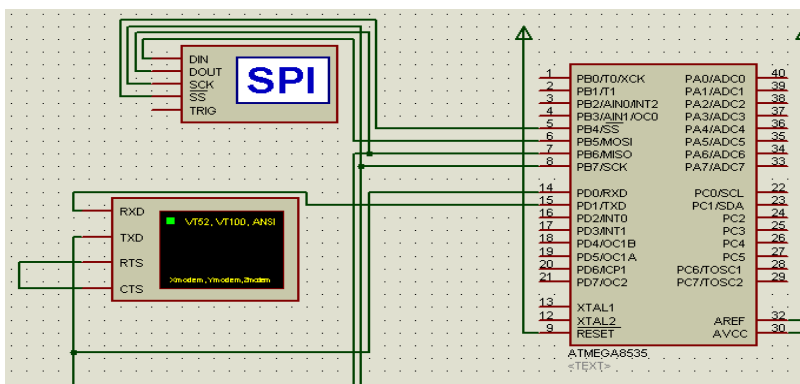 DIN
DOUT
SCK
SS
TRIG
SPI
RXD
TXD
RTS
CTS
VT52, VT100, ANSI
Xmodem, Ymodem, Zmodem
1 PB0/T0/XCK PA0/ADC0 40
2 PB1/T1 PA1/ADC1 39
3 PB2/AIN0/INT2 PA2/ADC2 38
4 PB3/AIN1/OC0 PA3/ADC3 37
5 PB4/SS PA4/ADC4 36
6 PB5/MOSI PA5/ADC5 35
7 PB6/MISO PA6/ADC6 34
8 PB7/SCK PA7/ADC7 33
14 PD0/RXD PC0/SCL 22
15 PD1/TXD PC1/SDA 23
16 PD2/INT0 PC2 24
17 PD3/INT1 PC3 25
18 PD4/OC1B PC4 26
19 PD5/OC1A PC5 27
20 PD6/ICP1 PC6/TOSC1 28
21 PD7/OC2 PC7/TOSC2 29
13 XTAL1
12 XTAL2 AREF 32
9 RESET AVCC 30
ATMEGA8535
<TEXT>